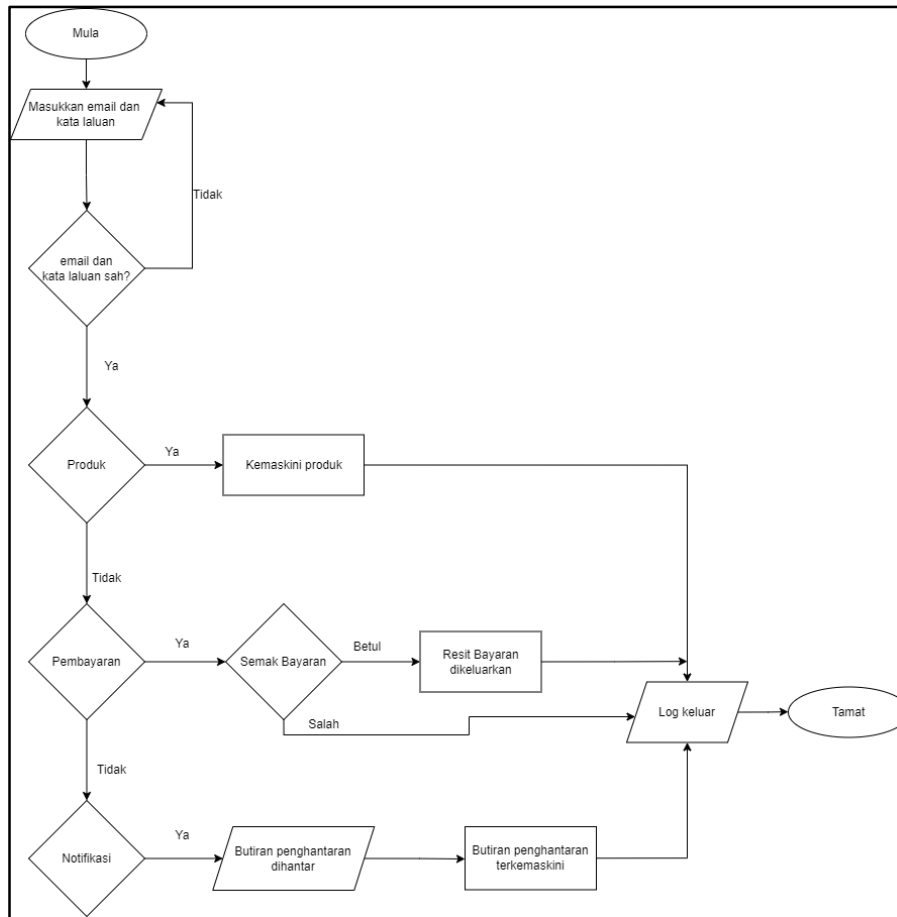 Mula
Masukkan email dan
kata laluan
Tidak
email dan
kata laluan sah?
Ya
Produk
Ya
Kemaskini produk
Tidak
Pembayaran
Ya
Semak Bayaran
Betul
Resit Bayaran
dikeluarkan
Salah
Log keluar
Tamat
Tidak
Notifikasi
Ya
Butiran penghantaran
dihantar
Butiran penghantaran
terkemaskini